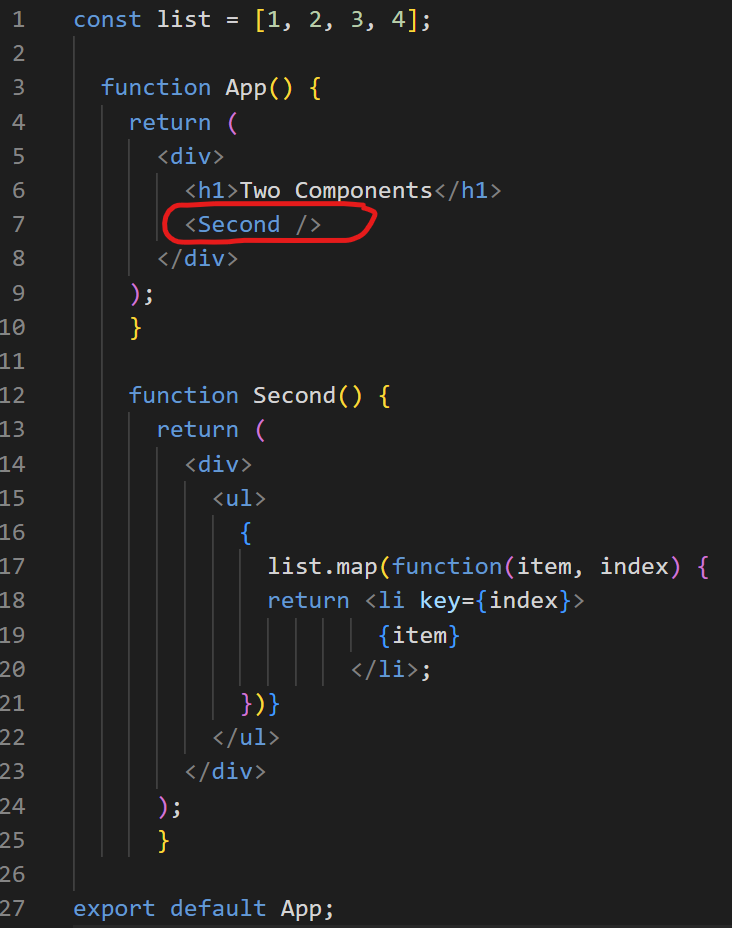 1 const list = [1, 2, 3, 4];
2
3 function App() {
4 return (
5 <div>
6 <h1>Two Components</h1>
7 <Second />
8 </div>
9 );
10 }
11
12 function Second() {
13 return (
14 <div>
15 <ul>
16 {
17 list.map(function(item, index) {
18 return <li key={index}>
19 {item}
20 </li>;
21 })}
22 </ul>
23 </div>
24 );
25 }
26
27 export default App;